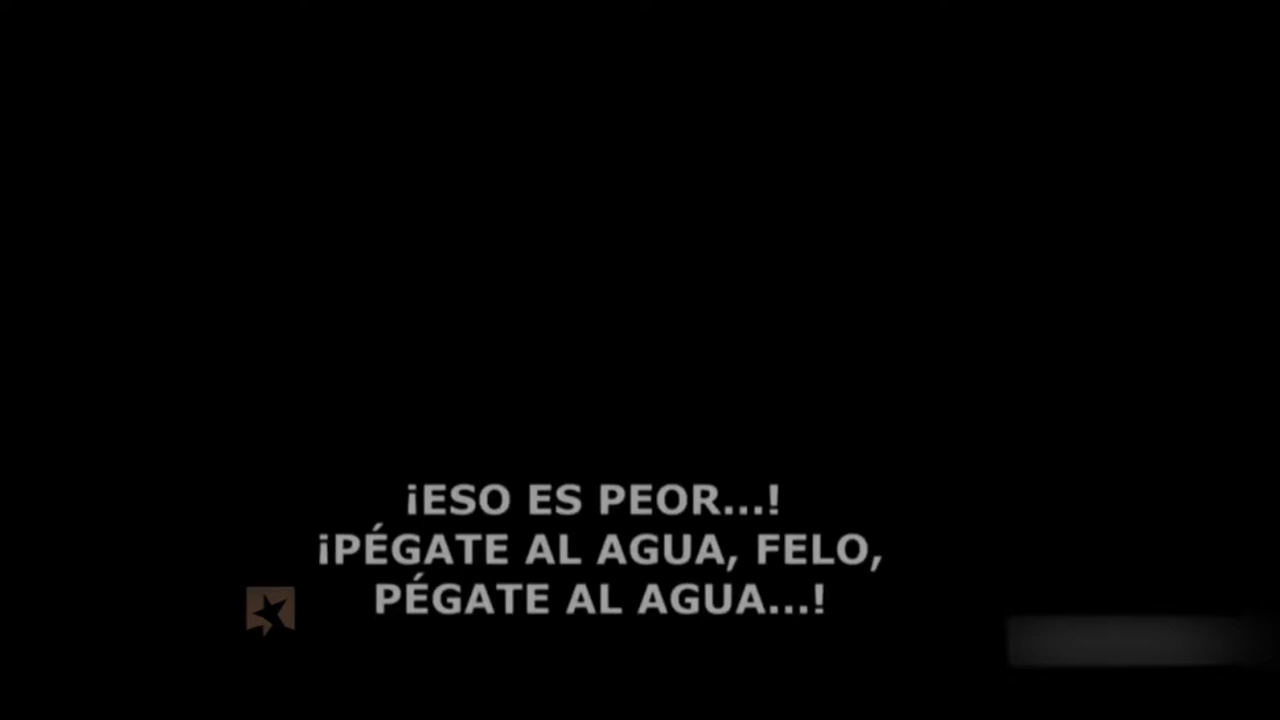 ¡ESO ES PEOR...!
¡PÉGATE AL AGUA, FELO,
PÉGATE AL AGUA...!